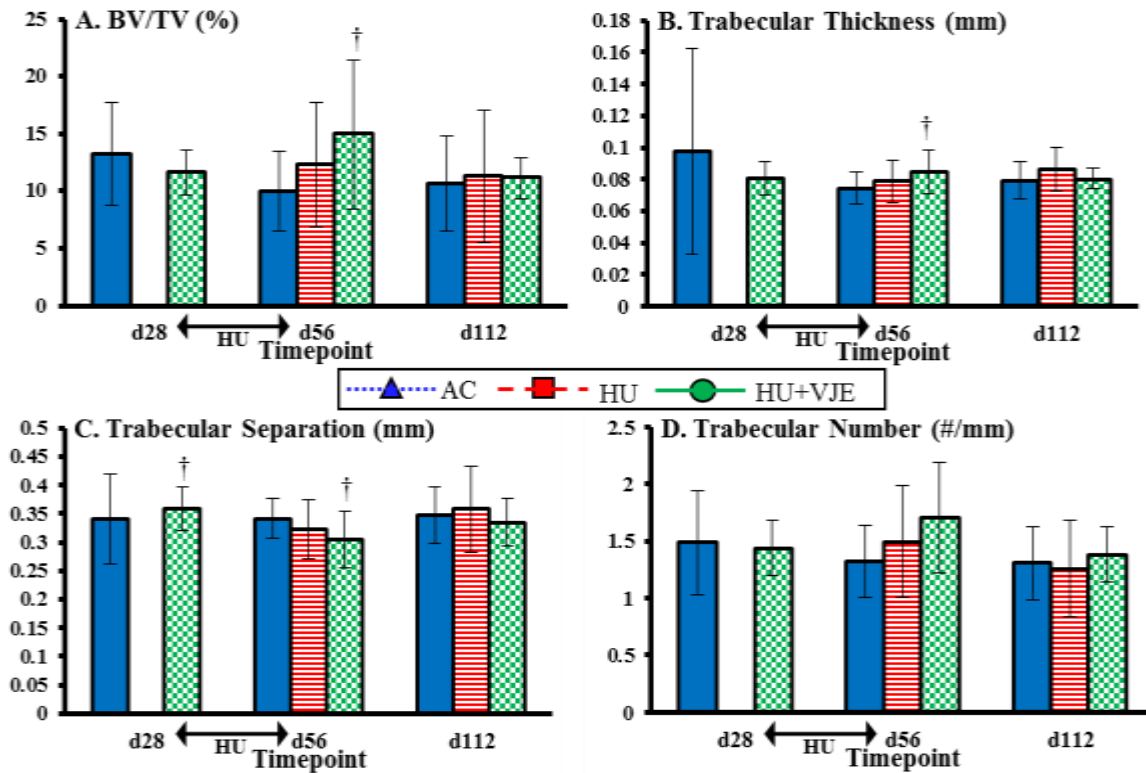 A. BV/TV (%)
25
20
15
10
5
0
†
d28 HU d56 d112
Timepoint
B. Trabecular Thickness (mm)
0.18
0.16
0.14
0.12
0.1
0.08
0.06
0.04
0.02
0
†
d28 HU d56 d112
Timepoint
AC HU HU+VJE
C. Trabecular Separation (mm)
0.5
0.45
0.4
0.35
0.3
0.25
0.2
0.15
0.1
0.05
0
† †
d28 HU d56 d112
Timepoint
D. Trabecular Number (#/mm)
2.5
2
1.5
1
0.5
0
d28 HU d56 d112
Timepoint